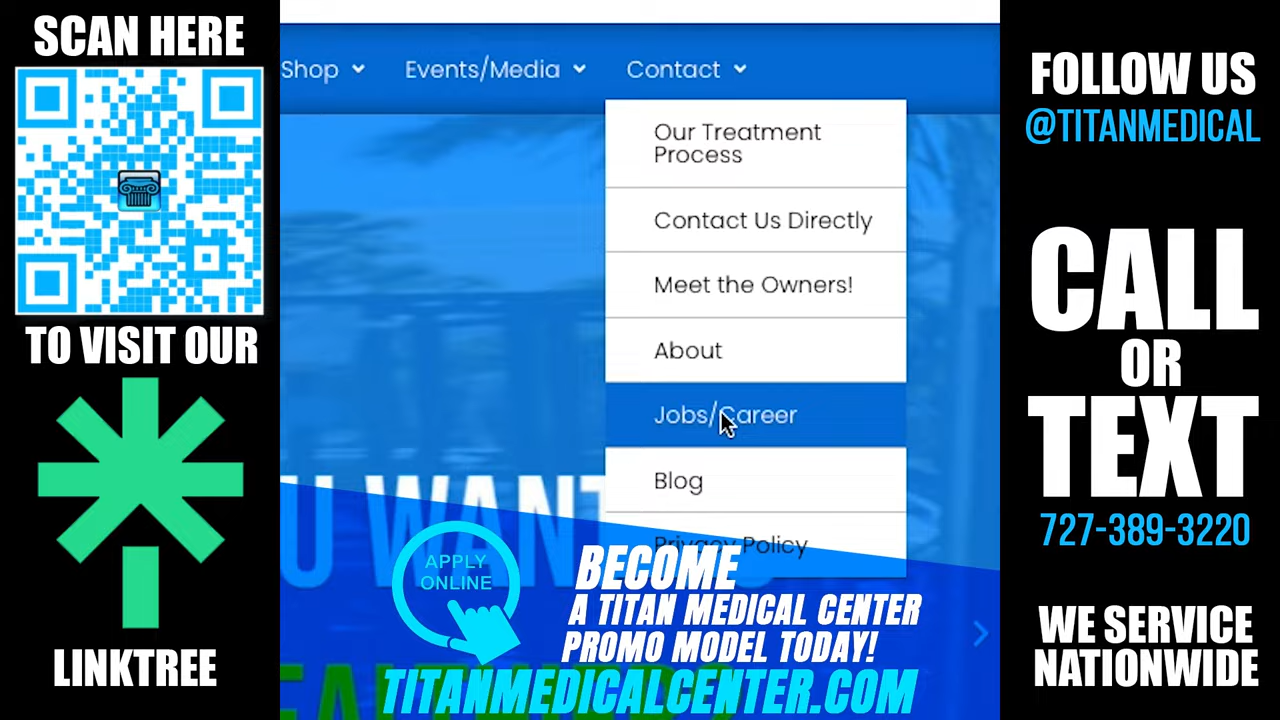 SCAN HERE
TO VISIT OUR
LINKTREE
Shop
Events/Media
Contact
Our Treatment
Process
Contact Us Directly
Meet the Owners!
About
Jobs/Career
Blog
Privacy Policy
U WANT
APPLY
ONLINE
BECOME
A TITAN MEDICAL CENTER
PROMO MODEL TODAY!
TITANMEDICALCENTER.COM
FOLLOW US
@TITANMEDICAL
CALL
OR
TEXT
727-389-3220
WE SERVICE
NATIONWIDE